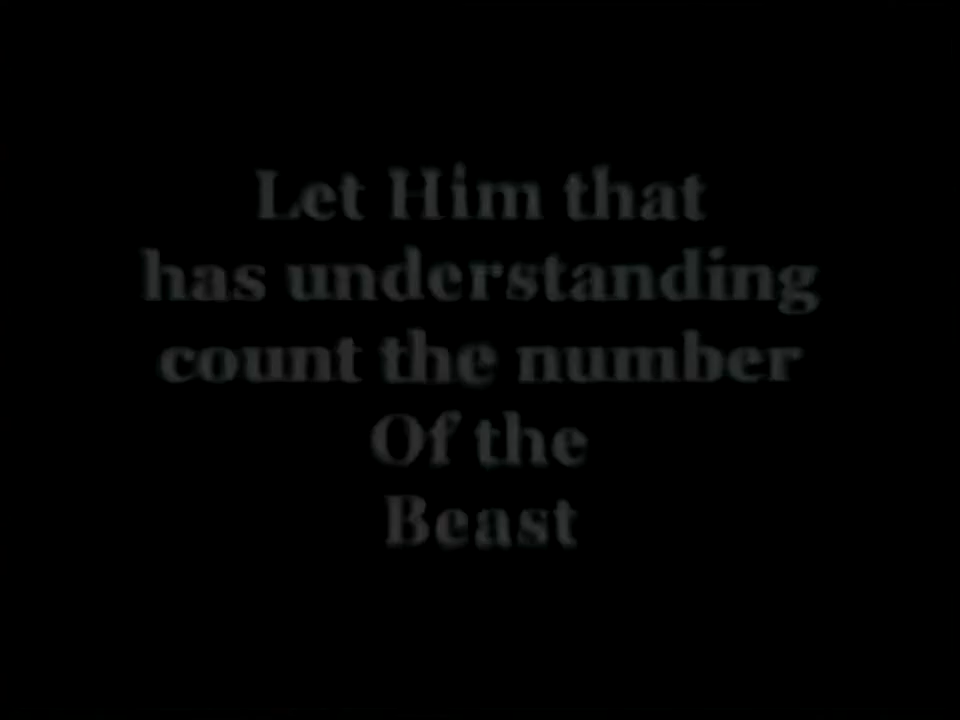 Let Him that
has understanding
count the number
Of the
Beast